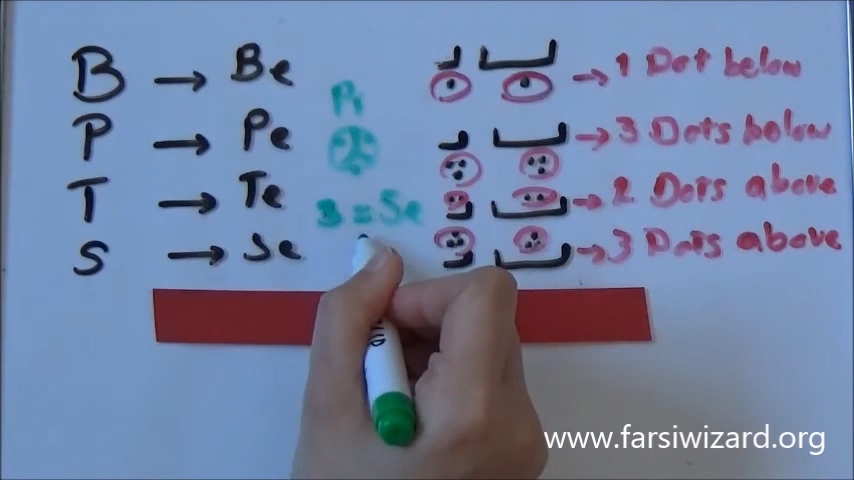 B → Be → 1 Dot below
Pi
P → Pe → 3 Dots below
T → Te → 2 Dots above
3 = Se
S → Se → 3 Dots above
www.farsiwizard.org